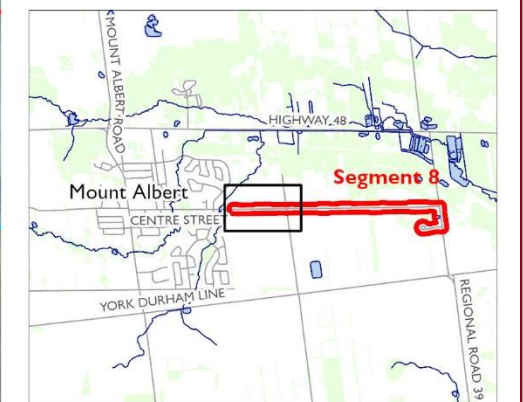 MOUNT ALBERT ROAD
HIGHWAY 48
Segment 8
Mount Albert
CENTRE STREET
YORK DURHAM LINE
REGIONAL ROAD 39